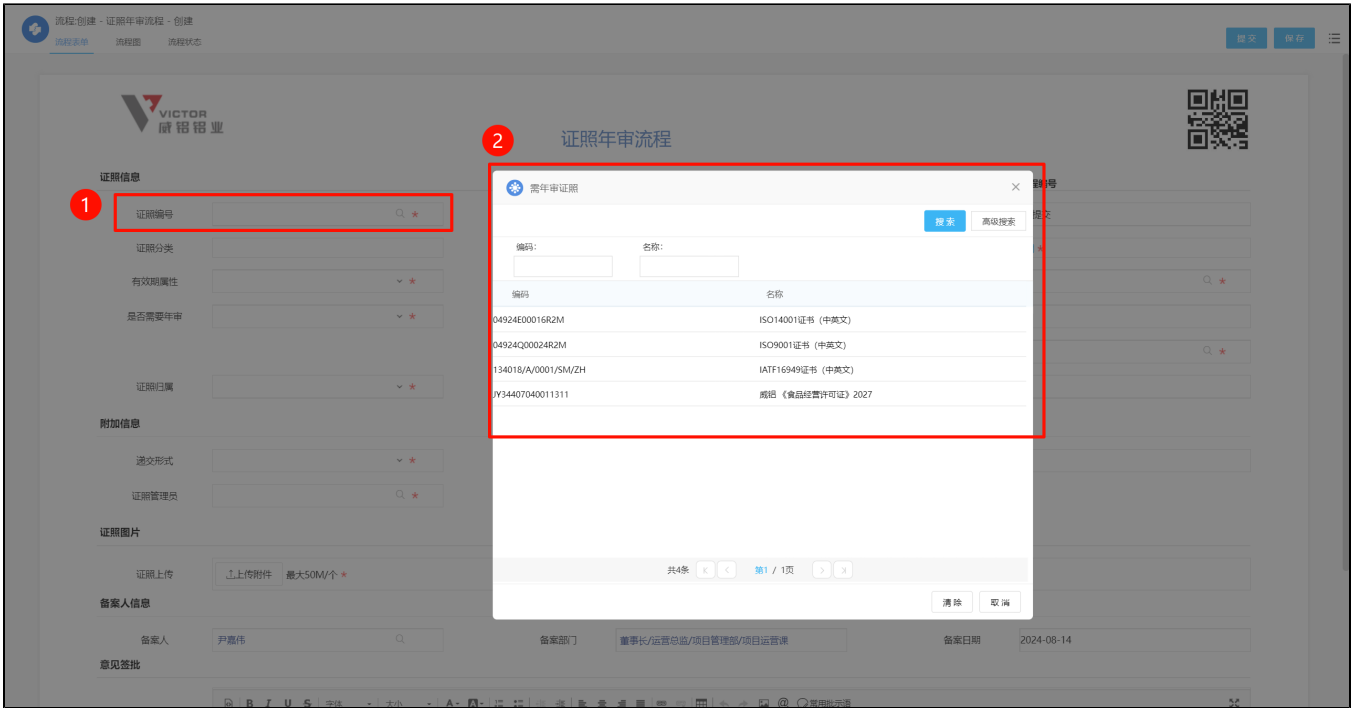 流程:创建 - 证照年审流程 - 创建
流程表单 流程图 流程状态
提交 保存
VICTOR
威铝铝业
证照年审流程
2
证照信息
1
证照编号
证照分类
有效期属性
是否需要年审
证照归属
附加信息
递交形式
证照管理员
证照图片
证照上传 上传附件 最大50M/个 *
备案人信息
备案人 尹嘉伟 备案部门 董事长/运营总监/项目管理部/项目运营课 备案日期 2024-08-14
意见签批
B I U S 字体 大小 A A @ 常用批示语
需年审证照
搜索 高级搜索
编码: 名称:
编码 名称
04924E00016R2M ISO14001证书 (中英文)
04924Q00024R2M ISO9001证书 (中英文)
134018/A/0001/SM/ZH IATF16949证书 (中英文)
JY34407040011311 威铝 《食品经营许可证》2027
共4条 第1 / 1页
清除 取消
编号
提交